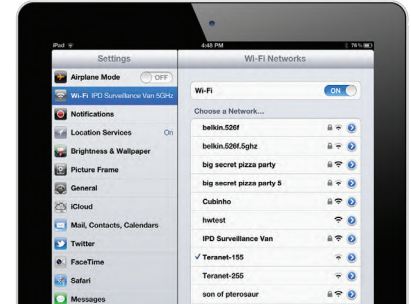 iPad
4:48 PM
76%
Settings
Wi-Fi Networks
Airplane Mode OFF
Wi-Fi IPD Surveillance Van 5GHz
Notifications
Location Services On
Brightness & Wallpaper
Picture Frame
General
iCloud
Mail, Contacts, Calendars
Twitter
FaceTime
Safari
Messages
Wi-Fi ON
Choose a Network...
belkin.526f
belkin.526f.5ghz
big secret pizza party
big secret pizza party 5
Cubinho
hwtest
IPD Surveillance Van
Teranet-155
Teranet-255
son of pterosaur